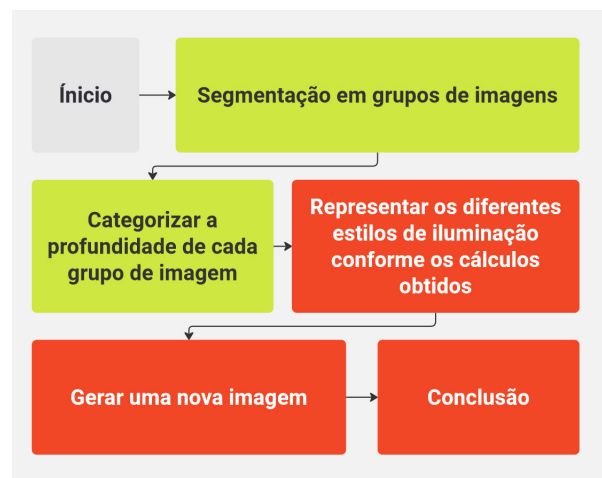 Ínicio
Segmentação em grupos de imagens
Categorizar a
profundidade de cada
grupo de imagem
Representar os diferentes
estilos de iluminação
conforme os cálculos
obtidos
Gerar uma nova imagem
Conclusão